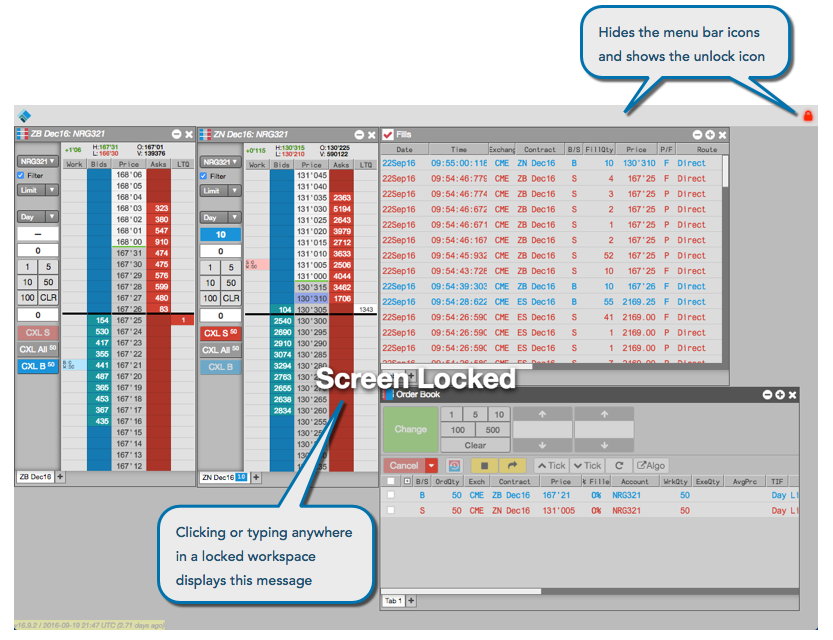 Hides the menu bar icons
and shows the unlock icon
ZB Dec16: NRG321
+1'06 H:167'31 O:167'01
L:166'30 V: 139376
NRG321
Filter
Limit
Day
—
0
1 5
10 50
100 CLR
0
CXL S
CXL All 50
CXL B 50
Work Bids Price Asks LTQ
168'06
168'05
168'04
168'03 323
168'02 380
168'01 547
168'00 910
167'31 474
167'30 475
167'29 575
167'28 599
167'27 480
167'26 83
154 167'25 1
530 167'24
417 167'23
355 167'22
441 167'21
487 167'20
365 167'19
453 167'18
367 167'17
435 167'16
167'15
167'14
167'13
167'12
ZB Dec16 +
ZN Dec16: NRG321
+0'115 H:130'315 O:130'225
L:130'210 V: 590122
NRG321
Filter
Limit
Day
10
0
1 5
10 50
100 CLR
0
CXL S 50
CXL All 50
CXL B
Work Bids Price Asks LTQ
131'045
131'040
131'035 2363
131'030 5194
131'025 2643
131'020 3979
131'015 2712
131'010 3633
131'005 2506
131'000 4044
130'315 3462
130'310 1706
104 130'305 1343
2540 130'300
2690 130'295
2910 130'290
3074 130'285
3294 130'280
2763 130'275
2655 130'270
2638 130'265
2834 130'260
130'255
130'250
130'245
ZN Dec16 10 +
Fills
Date Time Exchang Contract B/S FillQty Price P/F Route
22Sep16 09:55:00:118 CME ZN Dec16 B 10 130'310 F Direct
22Sep16 09:54:46:779 CME ZB Dec16 S 4 167'25 P Direct
22Sep16 09:54:46:774 CME ZB Dec16 S 3 167'25 P Direct
22Sep16 09:54:46:672 CME ZB Dec16 S 2 167'25 P Direct
22Sep16 09:54:46:671 CME ZB Dec16 S 1 167'25 P Direct
22Sep16 09:54:46:167 CME ZB Dec16 S 2 167'25 P Direct
22Sep16 09:54:45:932 CME ZB Dec16 S 52 167'25 P Direct
22Sep16 09:54:43:728 CME ZB Dec16 S 10 167'25 P Direct
22Sep16 09:54:39:303 CME ZB Dec16 B 10 167'26 F Direct
22Sep16 09:54:28:622 CME ES Dec16 B 55 2169.25 F Direct
22Sep16 09:54:26:590 CME ES Dec16 S 41 2169.00 F Direct
22Sep16 09:54:26:590 CME ES Dec16 S 1 2169.00 P Direct
22Sep16 09:54:26:590 CME ES Dec16 S 1 2169.00 P Direct
Screen Locked
Order Book
Change
1 5 10
100 500
Clear
Cancel
Tick Tick Algo
B/S OrdQty Exch Contract Price % Fille Account WrkQty ExeQty AvgPrc TIF
B 50 CME ZB Dec16 167'21 0% NRG321 50 Day LI
S 50 CME ZN Dec16 131'005 0% NRG321 50 Day LI
Tab 1 +
Clicking or typing anywhere
in a locked workspace
displays this message
v16.9.2 / 2016-09-19 21:47 UTC (2.71 days ago)